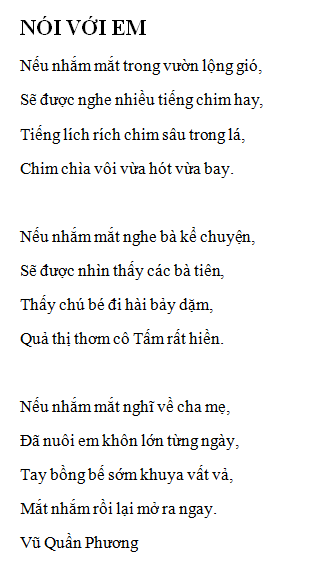 NÓI VỚI EM
Nếu nhắm mắt trong vườn lộng gió,
Sẽ được nghe nhiều tiếng chim hay,
Tiếng lích rích chim sâu trong lá,
Chim chìa vôi vừa hót vừa bay.
Nếu nhắm mắt nghe bà kể chuyện,
Sẽ được nhìn thấy các bà tiên,
Thấy chú bé đi hài bảy dặm,
Quả thị thơm cô Tấm rất hiền.
Nếu nhắm mắt nghĩ về cha mẹ,
Đã nuôi em khôn lớn từng ngày,
Tay bồng bế sớm khuya vất vả,
Mắt nhắm rồi lại mở ra ngay.
Vũ Quần Phương